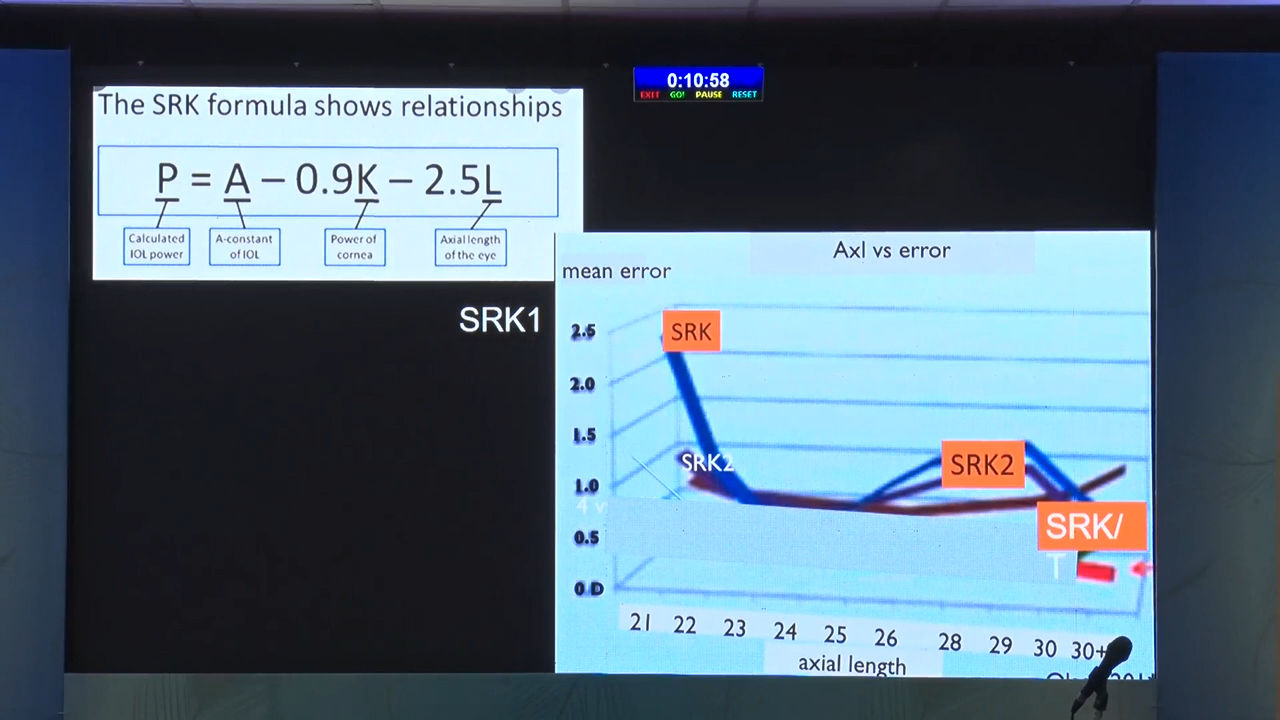 0:10:58
EXIT GO! PAUSE RESET
The SRK formula shows relationships
P = A – 0.9K – 2.5L
Calculated IOL power
A-constant of IOL
Power of cornea
Axial length of the eye
SRK1
Axl vs error
mean error
2.5
SRK
2.0
1.5
SRK2
SRK2
1.0
4
SRK/
T
0.5
0 D
21 22 23 24 25 26 28 29 30 30+
axial length